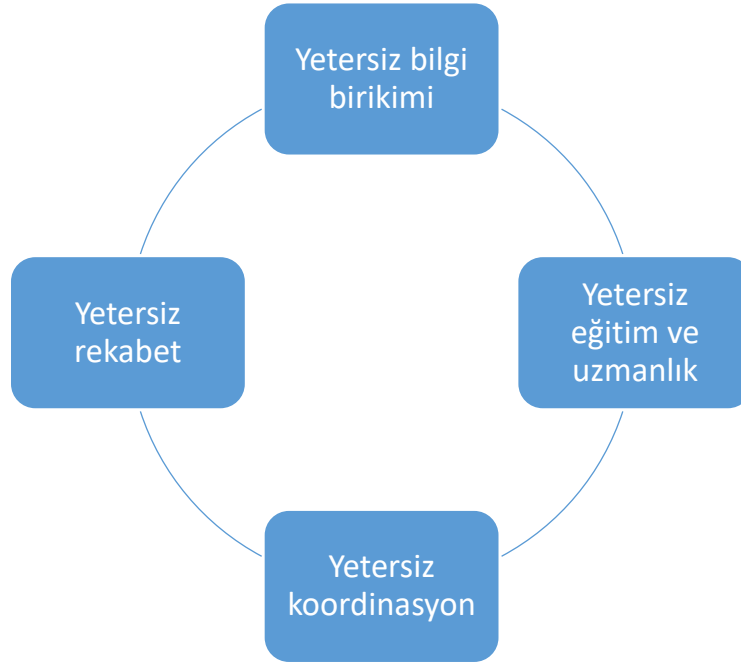 Yetersiz bilgi
birikimi
Yetersiz
eğitim ve
uzmanlık
Yetersiz
koordinasyon
Yetersiz
rekabet